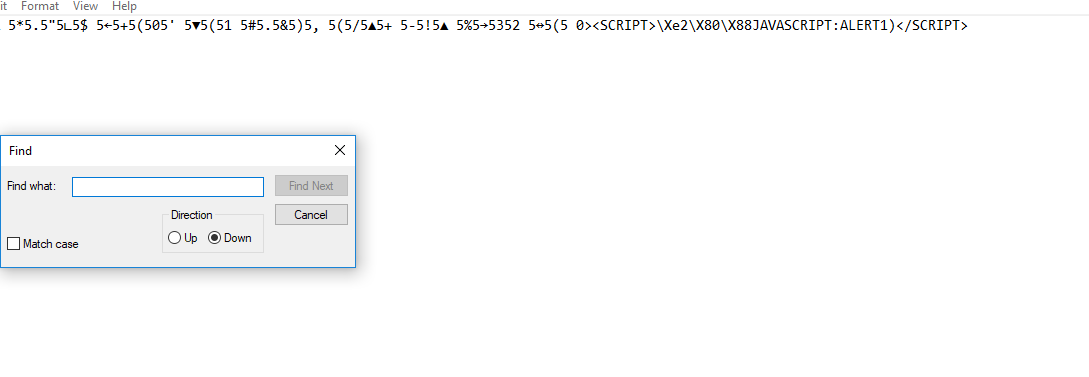 it Format View Help
5*5.5"5∟5$ 5←5+5(505' 5▼5(51 5#5.5&5)5, 5(5/5▲5+ 5-5!5▲ 5%5→5352 5↔5(5 0><SCRIPT>\Xe2\X80\X88JAVASCRIPT:ALERT1)</SCRIPT>
Find
Find what:
Find Next
Direction
Cancel
Up Down
Match case